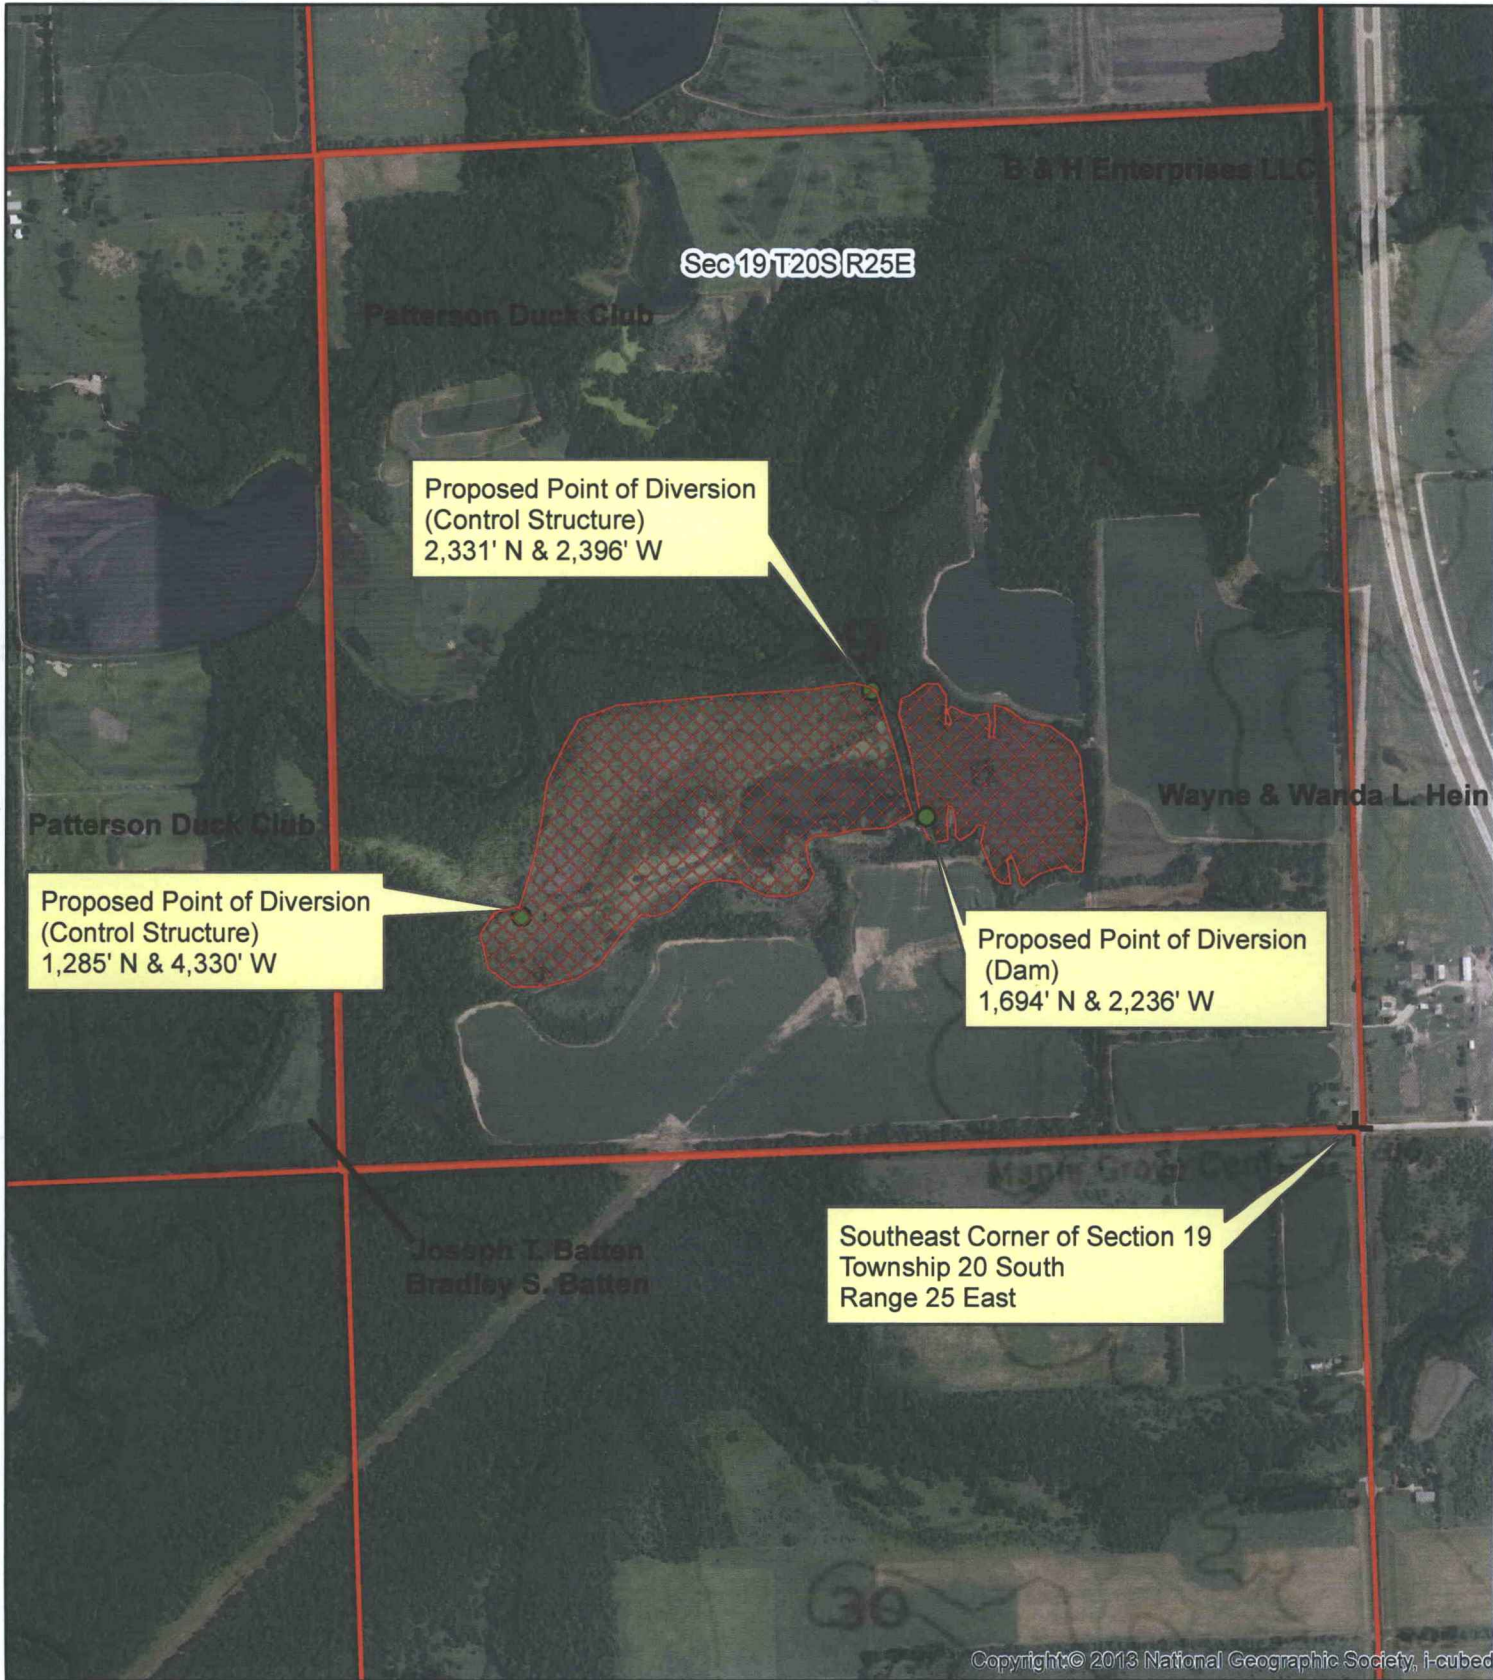 B & H Enterprises LLC
Sec 19 T20S R25E
Patterson Duck Club
Proposed Point of Diversion
(Control Structure)
2,331' N & 2,396' W
Wayne & Wanda L. Hein
Patterson Duck Club
Proposed Point of Diversion
(Control Structure)
1,285' N & 4,330' W
Proposed Point of Diversion
(Dam)
1,694' N & 2,236' W
Maple Grove
Southeast Corner of Section 19
Township 20 South
Range 25 East
Joseph T. Batten
Bradley S. Batten
30
Copyright:© 2013 National Geographic Society, i-cubed